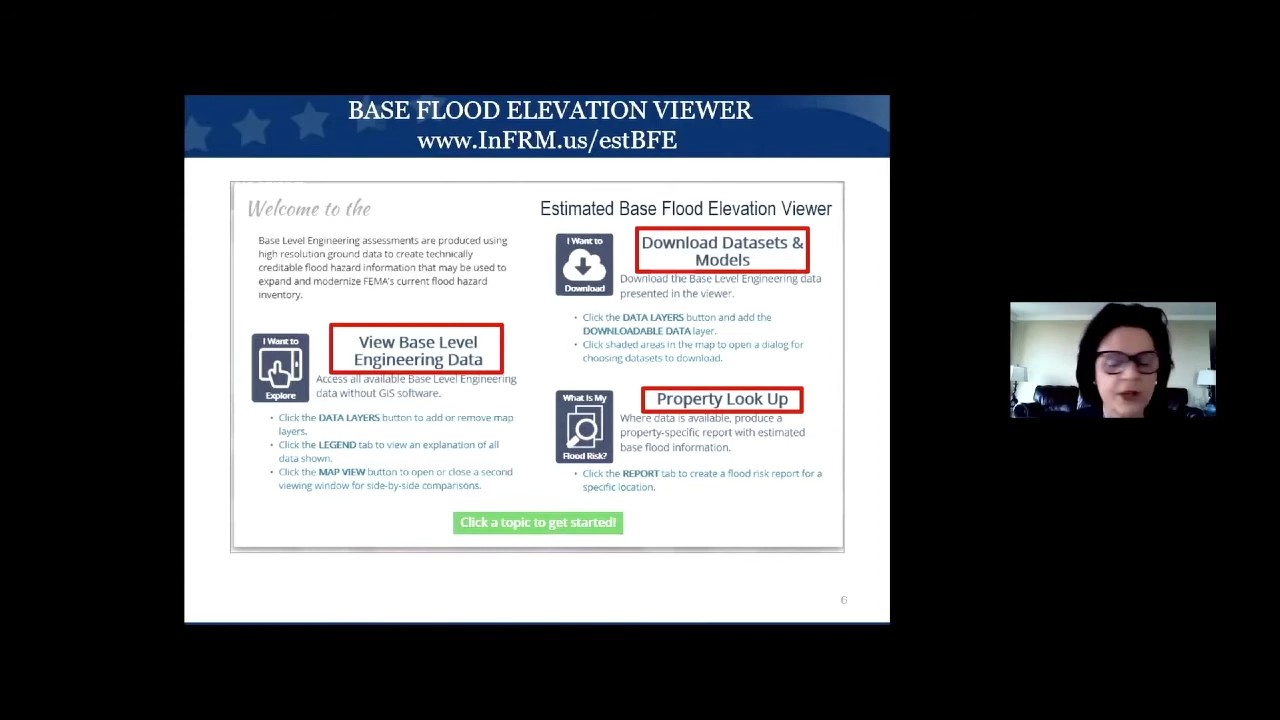 BASE FLOOD ELEVATION VIEWER
www.InFRM.us/estBFE
Welcome to the
Estimated Base Flood Elevation Viewer
Base Level Engineering assessments are produced using
high resolution ground data to create technically
creditable flood hazard information that may be used to
expand and modernize FEMA's current flood hazard
inventory.
I Want to
Explore
View Base Level
Engineering Data
Access all available Base Level Engineering
data without GIS software.
• Click the DATA LAYERS button to add or remove map
layers.
• Click the LEGEND tab to view an explanation of all
data shown.
• Click the MAP VIEW button to open or close a second
viewing window for side-by-side comparisons.
I Want to
Download
Download Datasets &
Models
Download the Base Level Engineering data
presented in the viewer.
• Click the DATA LAYERS button and add the
DOWNLOADABLE DATA layer.
• Click shaded areas in the map to open a dialog for
choosing datasets to download.
What Is My
Flood Risk?
Property Look Up
Where data is available, produce a
property-specific report with estimated
base flood information.
• Click the REPORT tab to create a flood risk report for a
specific location.
Click a topic to get started!
6